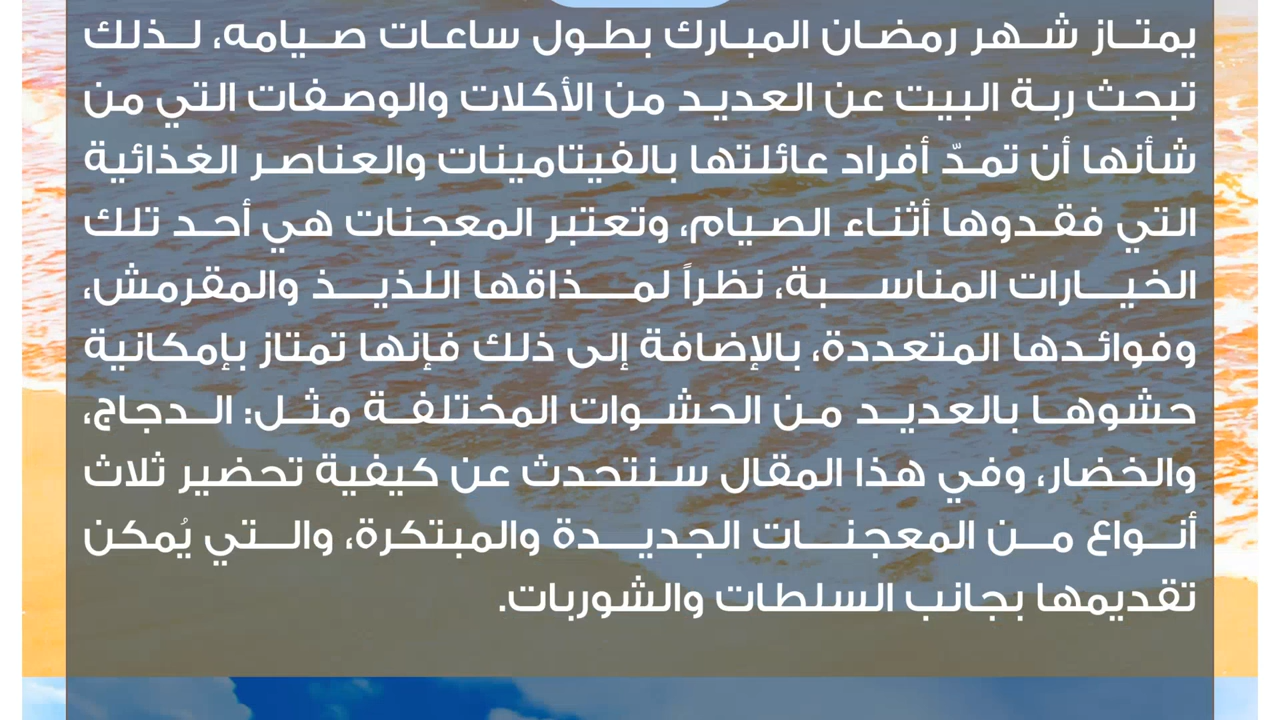 يمتاز شهر رمضان المبارك بطول ساعات صيامه، لذلك
تبحث ربة البيت عن العديد من الأكلات والوصفات التي من
شأنها أن تمدّ أفراد عائلتها بالفيتامينات والعناصر الغذائية
التي فقدوها أثناء الصيام، وتعتبر المعجنات هي أحد تلك
الخيارات المناسبة، نظراً لمذاقها اللذيذ والمقرمش،
وفوائدها المتعددة، بالإضافة إلى ذلك فإنها تمتاز بإمكانية
حشوها بالعديد من الحشوات المختلفة مثل: الدجاج،
والخضار، وفي هذا المقال سنتحدث عن كيفية تحضير ثلاث
أنواع من المعجنات الجديدة والمبتكرة، والتي يُمكن
تقديمها بجانب السلطات والشوربات.